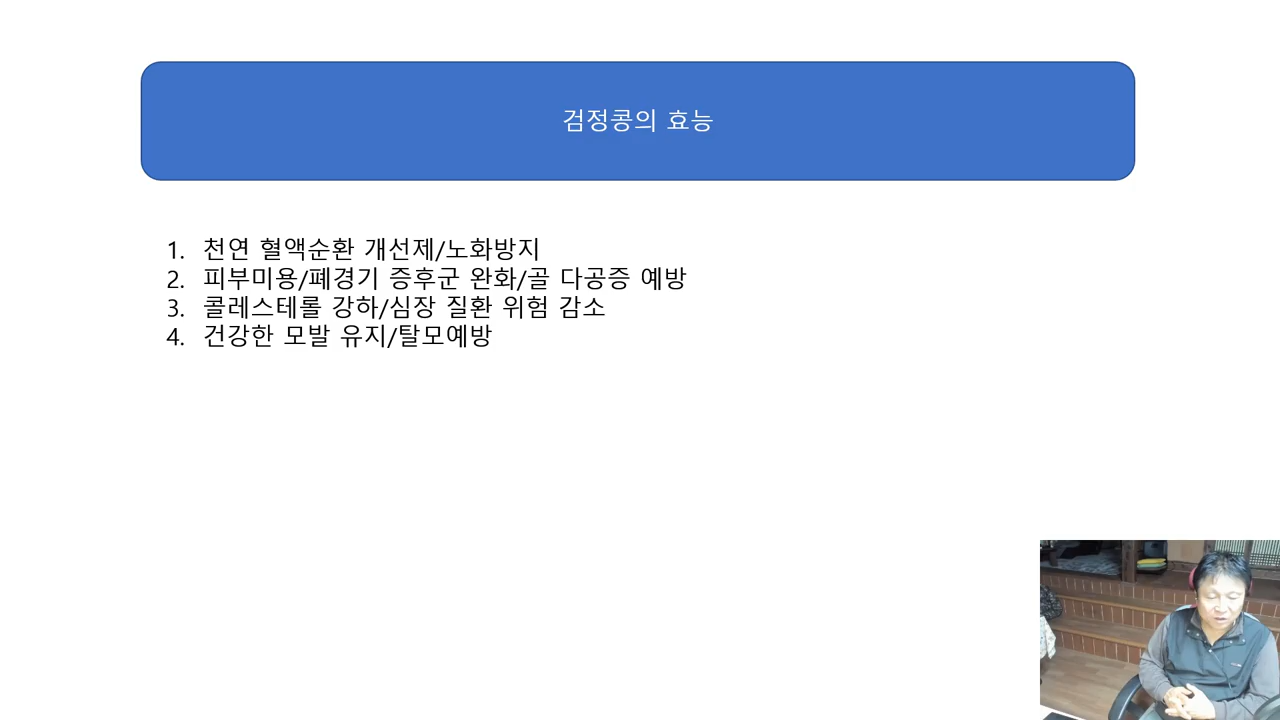 검정콩의 효능
1. 천연 혈액순환 개선제/노화방지
2. 피부미용/폐경기 증후군 완화/골 다공증 예방
3. 콜레스테롤 강하/심장 질환 위험 감소
4. 건강한 모발 유지/탈모예방